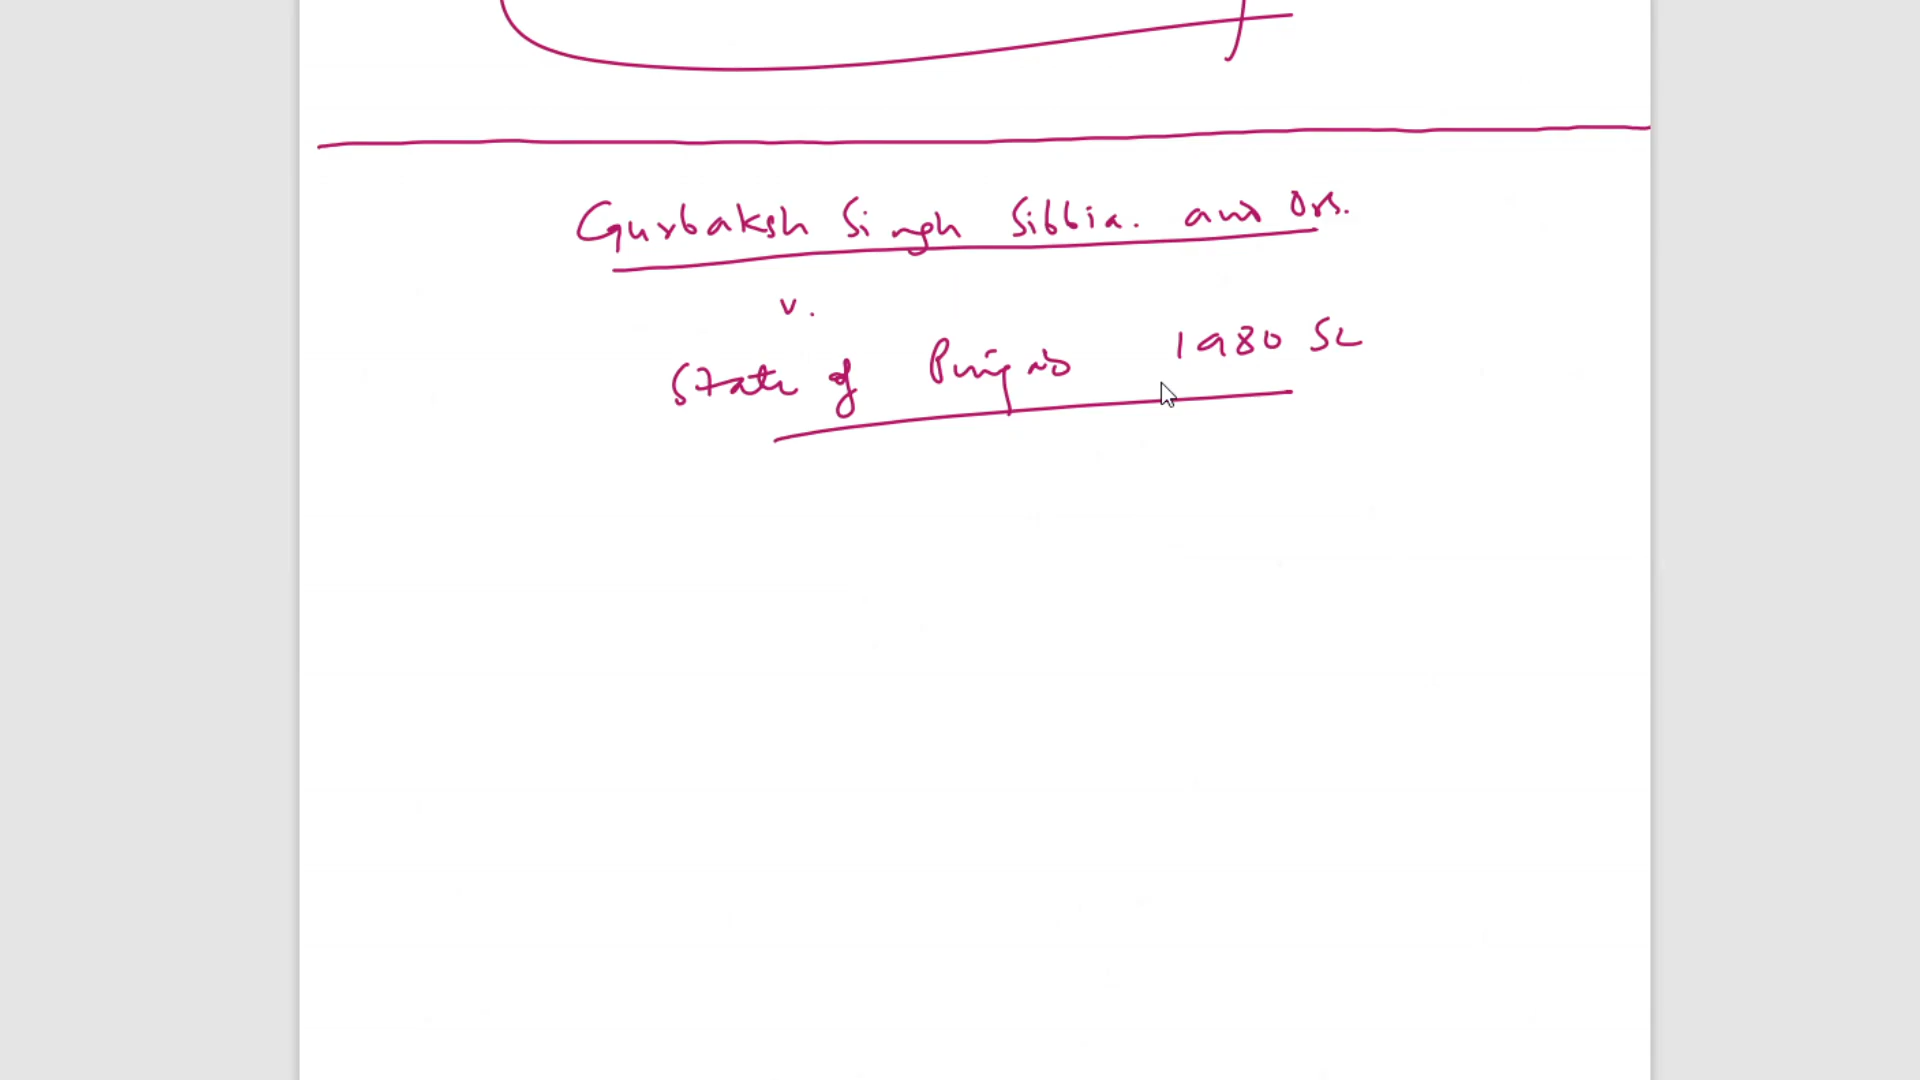 Gurbaksh Singh Sibbia. and Ors.
v.
State of Punjab 1980 SC